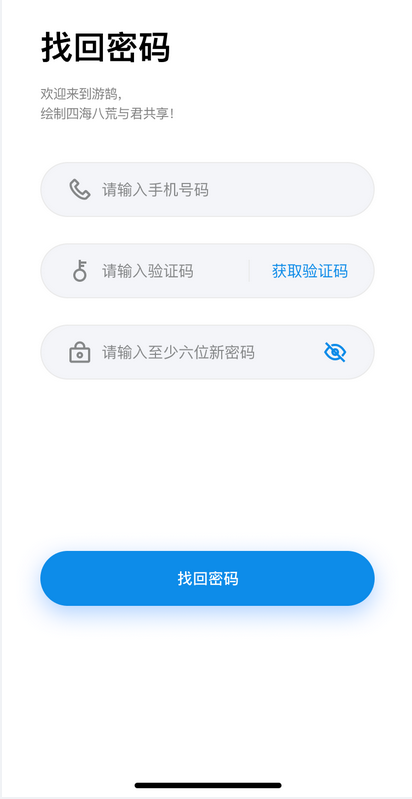 找回密码
欢迎来到游鹄,
绘制四海八荒与君共享!
请输入手机号码
请输入验证码 获取验证码
请输入至少六位新密码
找回密码